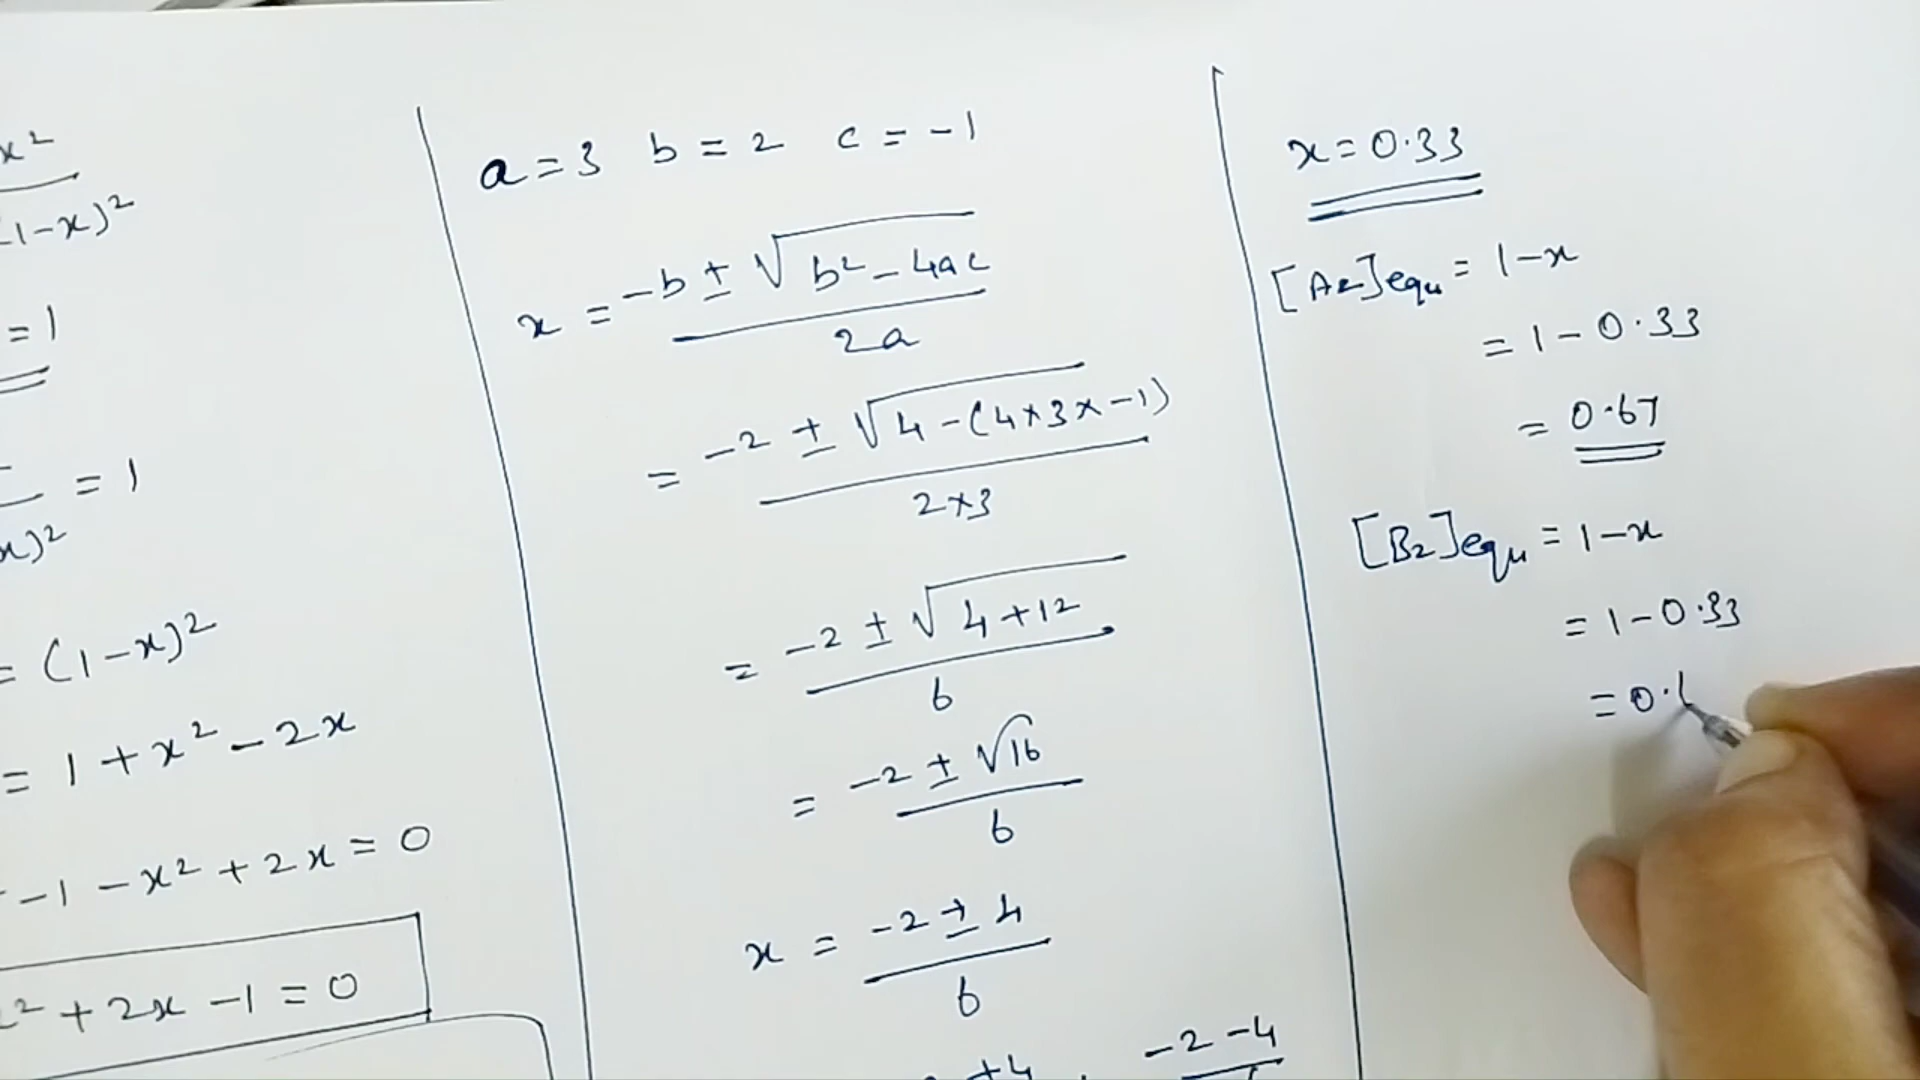 x²
(1-x)²
= 1
= 1
x)²
= (1-x)²
= 1 + x² - 2x
-1 - x² + 2x = 0
x² + 2x - 1 = 0
a = 3 b = 2 c = -1
x = -b ± √b² - 4ac
2a
= -2 ± √4 - (4×3×-1)
2×3
= -2 ± √4+12
6
= -2 ± √16
6
x = -2 ± 4
6
+4 , -2-4
x = 0.33
[A2]equ = 1-x
= 1 - 0.33
= 0.67
[B2]equ = 1-x
= 1 - 0.33
= 0.